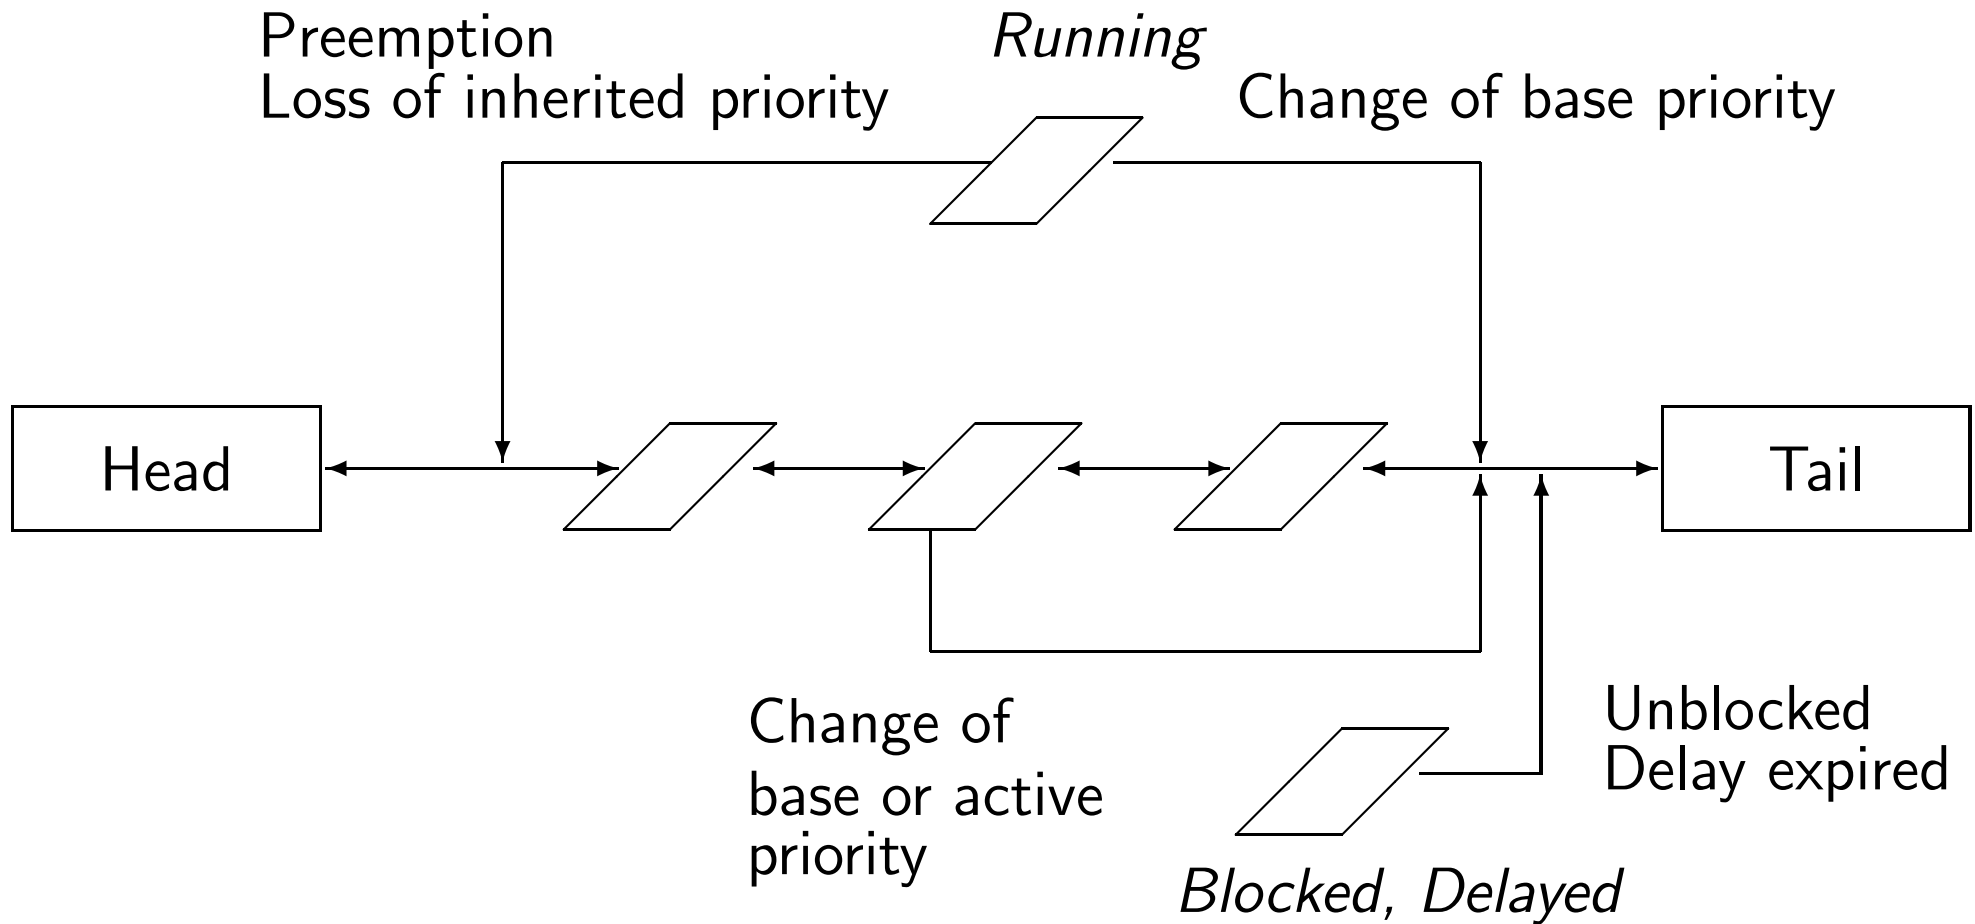 Preemption
Loss of inherited priority
Running
Change of base priority
Head
Tail
Change of
base or active
priority
Unblocked
Delay expired
Blocked, Delayed